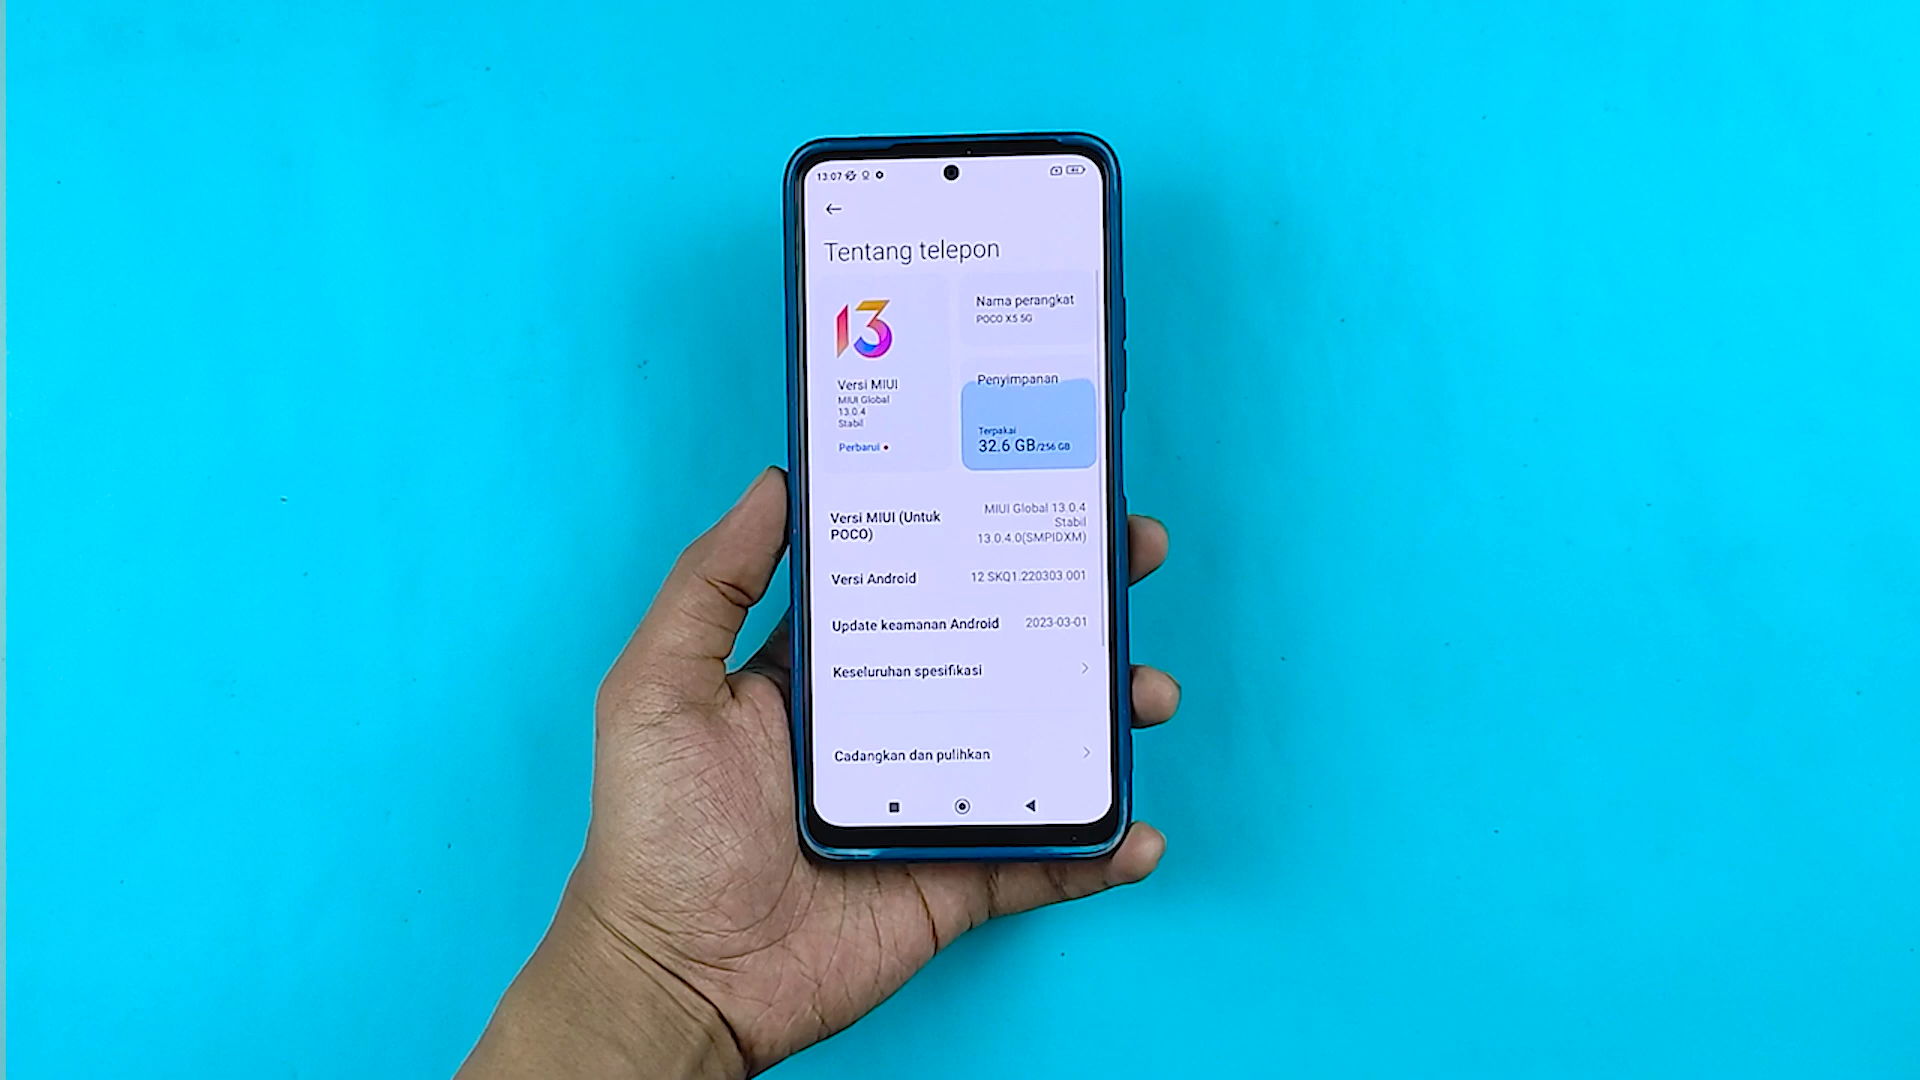 13:07
Tentang telepon
13
Versi MIUI
MIUI Global
13.0.4
Stabil
Perbarui
Nama perangkat
POCO X5 5G
Penyimpanan
Terpakai
32.6 GB/256 GB
Versi MIUI (Untuk
POCO)
MIUI Global 13.0.4
Stabil
13.0.4.0(SMPIDXM)
Versi Android
12 SKQ1.220303.001
Update keamanan Android
2023-03-01
Keseluruhan spesifikasi
Cadangkan dan pulihkan